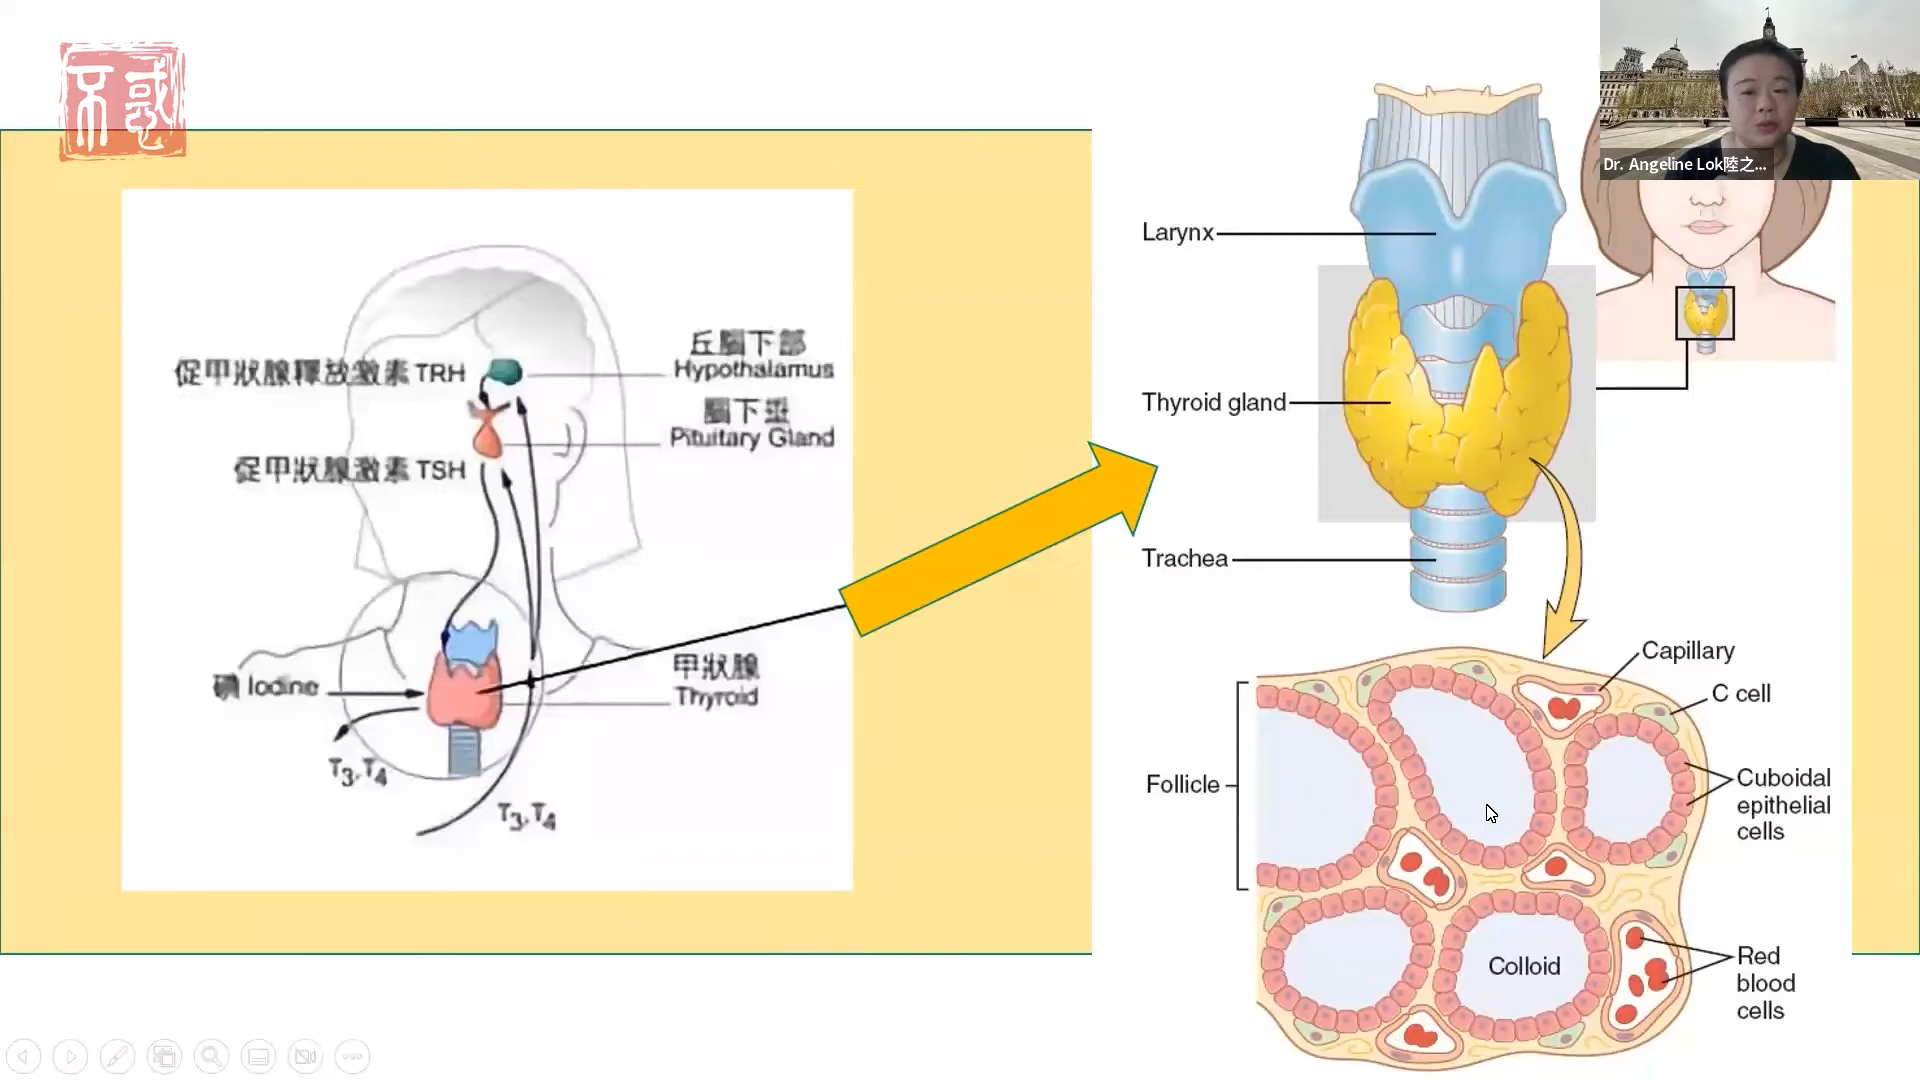 不惑
Dr. Angeline Lok陸之...
促甲狀腺釋放激素 TRH
丘腦下部
Hypothalamus
腦下垂
Pituitary Gland
促甲狀腺激素 TSH
碘 Iodine
甲狀腺
Thyroid
T3,T4
T3,T4
Larynx
Thyroid gland
Trachea
Capillary
C cell
Follicle
Cuboidal
epithelial
cells
Colloid
Red
blood
cells